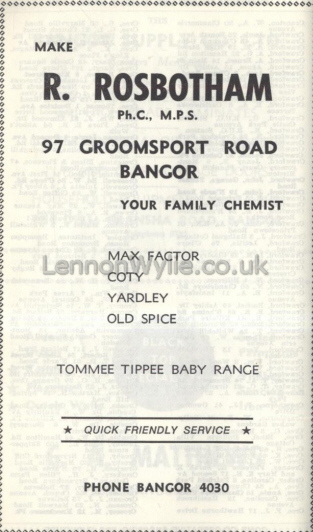 MAKE
R. ROSBOTHAM
Ph.C., M.P.S.
97 GROOMSPORT ROAD
BANGOR
YOUR FAMILY CHEMIST
MAX FACTOR
LennonWylie.co.uk
COTY
YARDLEY
OLD SPICE
TOMMEE TIPPEE BABY RANGE
★ QUICK FRIENDLY SERVICE ★
PHONE BANGOR 4030